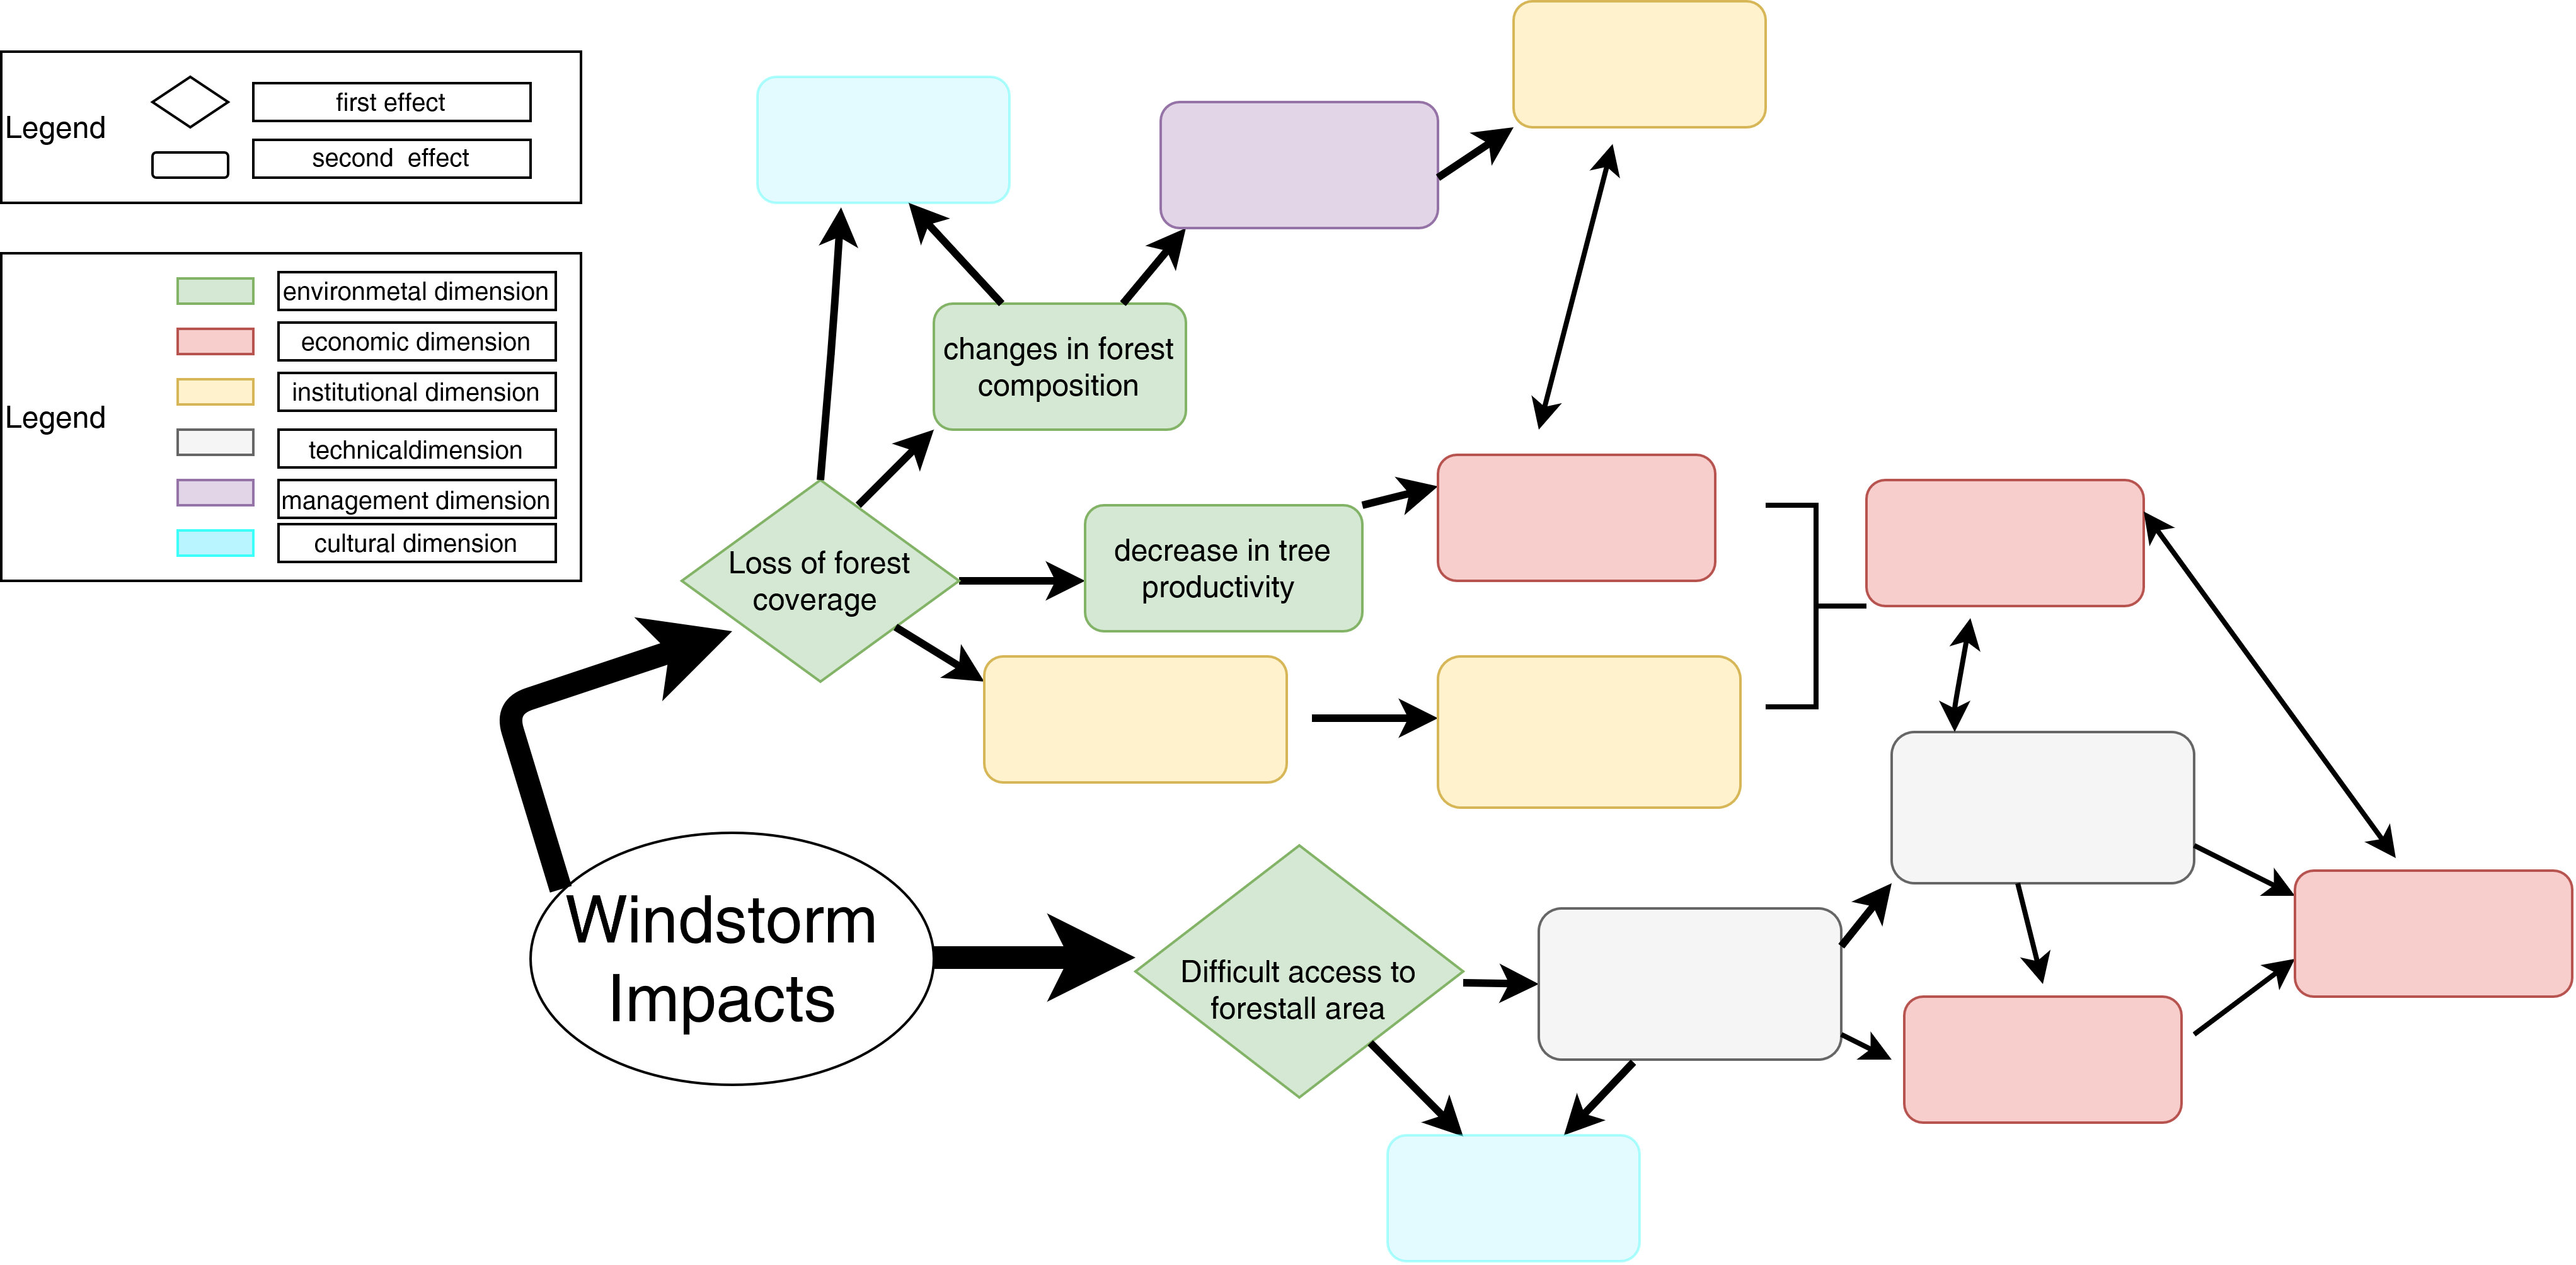 Legend
first effect
second  effect
Legend
environmetal dimension
economic dimension
institutional dimension
technicaldimension
management dimension
cultural dimension
changes in forest
composition
Loss of forest
coverage
decrease in tree
productivity
Windstorm
Impacts
Difficult access to
forestall area